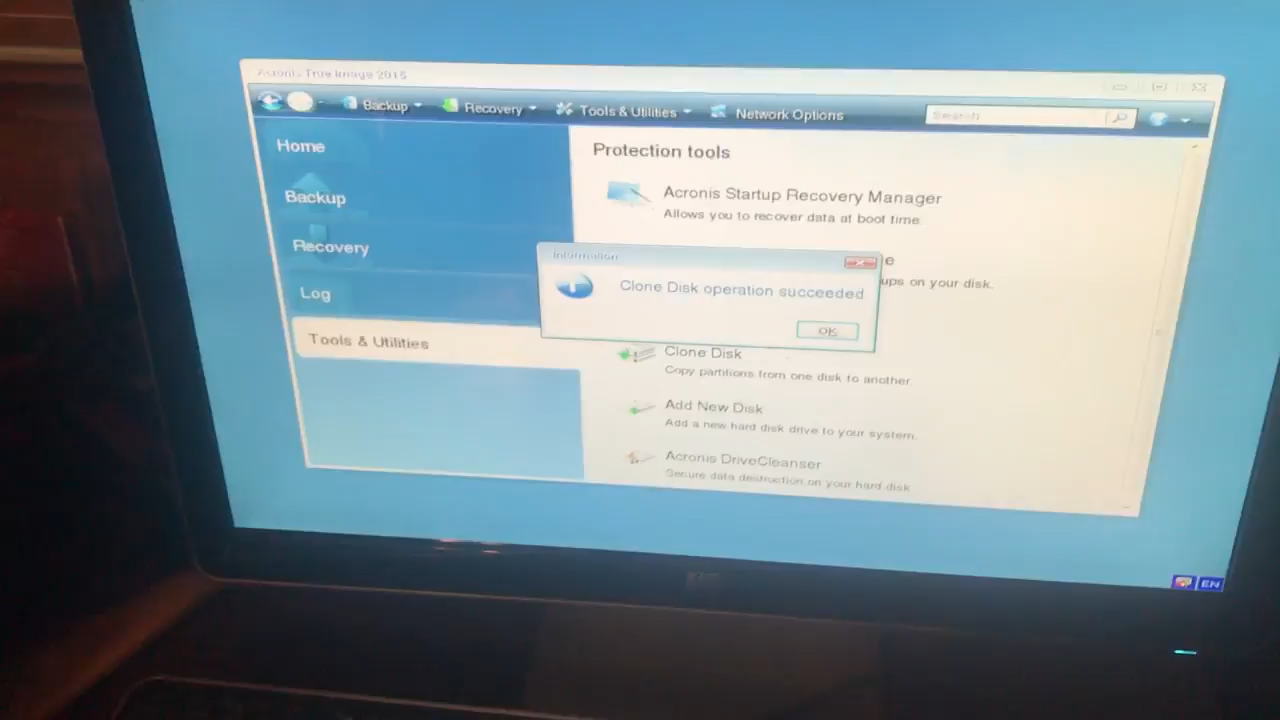 Acronis True Image 2015
Backup
Recovery
Tools & Utilities
Network Options
Search
Home
Backup
Recovery
Log
Tools & Utilities
Protection tools
Acronis Startup Recovery Manager
Allows you to recover data at boot time.
e
ups on your disk.
Information
Clone Disk operation succeeded
OK
Clone Disk
Copy partitions from one disk to another.
Add New Disk
Add a new hard disk drive to your system.
Acronis DriveCleanser
Secure data destruction on your hard disk
EN